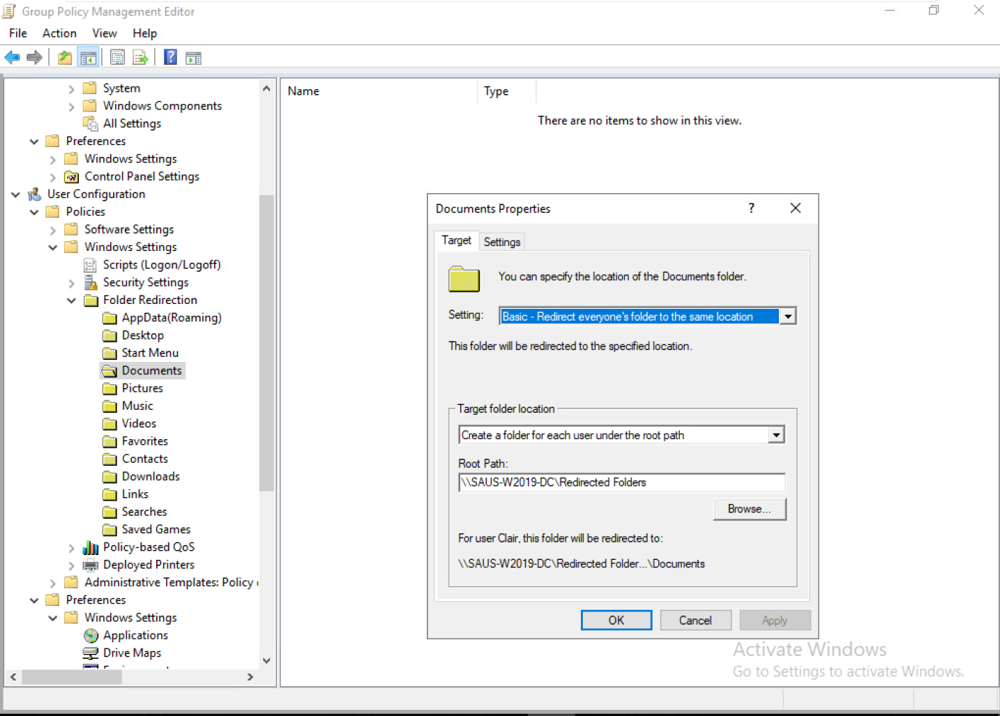 Group Policy Management Editor
File Action View Help
System
Windows Components
All Settings
Preferences
Windows Settings
Control Panel Settings
User Configuration
Policies
Software Settings
Windows Settings
Scripts (Logon/Logoff)
Security Settings
Folder Redirection
AppData(Roaming)
Desktop
Start Menu
Documents
Pictures
Music
Videos
Favorites
Contacts
Downloads
Links
Searches
Saved Games
Policy-based QoS
Deployed Printers
Administrative Templates: Policy
Preferences
Windows Settings
Applications
Drive Maps
Name Type
There are no items to show in this view.
Documents Properties ?
Target Settings
You can specify the location of the Documents folder.
Setting: Basic - Redirect everyone's folder to the same location
This folder will be redirected to the specified location.
Target folder location
Create a folder for each user under the root path
Root Path:
\\SAUS-W2019-DC\Redirected Folders
Browse...
For user Clair, this folder will be redirected to:
\\SAUS-W2019-DC\Redirected Folder...\Documents
OK Cancel Apply
Activate Windows
Go to Settings to activate Windows.